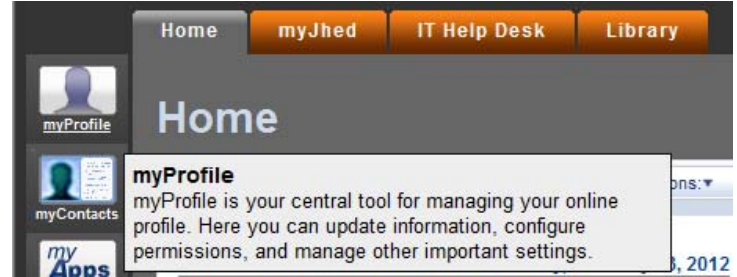 Home myJhed IT Help Desk Library
myProfile
Home
myProfile
myProfile is your central tool for managing your online
profile. Here you can update information, configure
permissions, and manage other important settings.
ons:
myContacts
my
Apps
, 2012